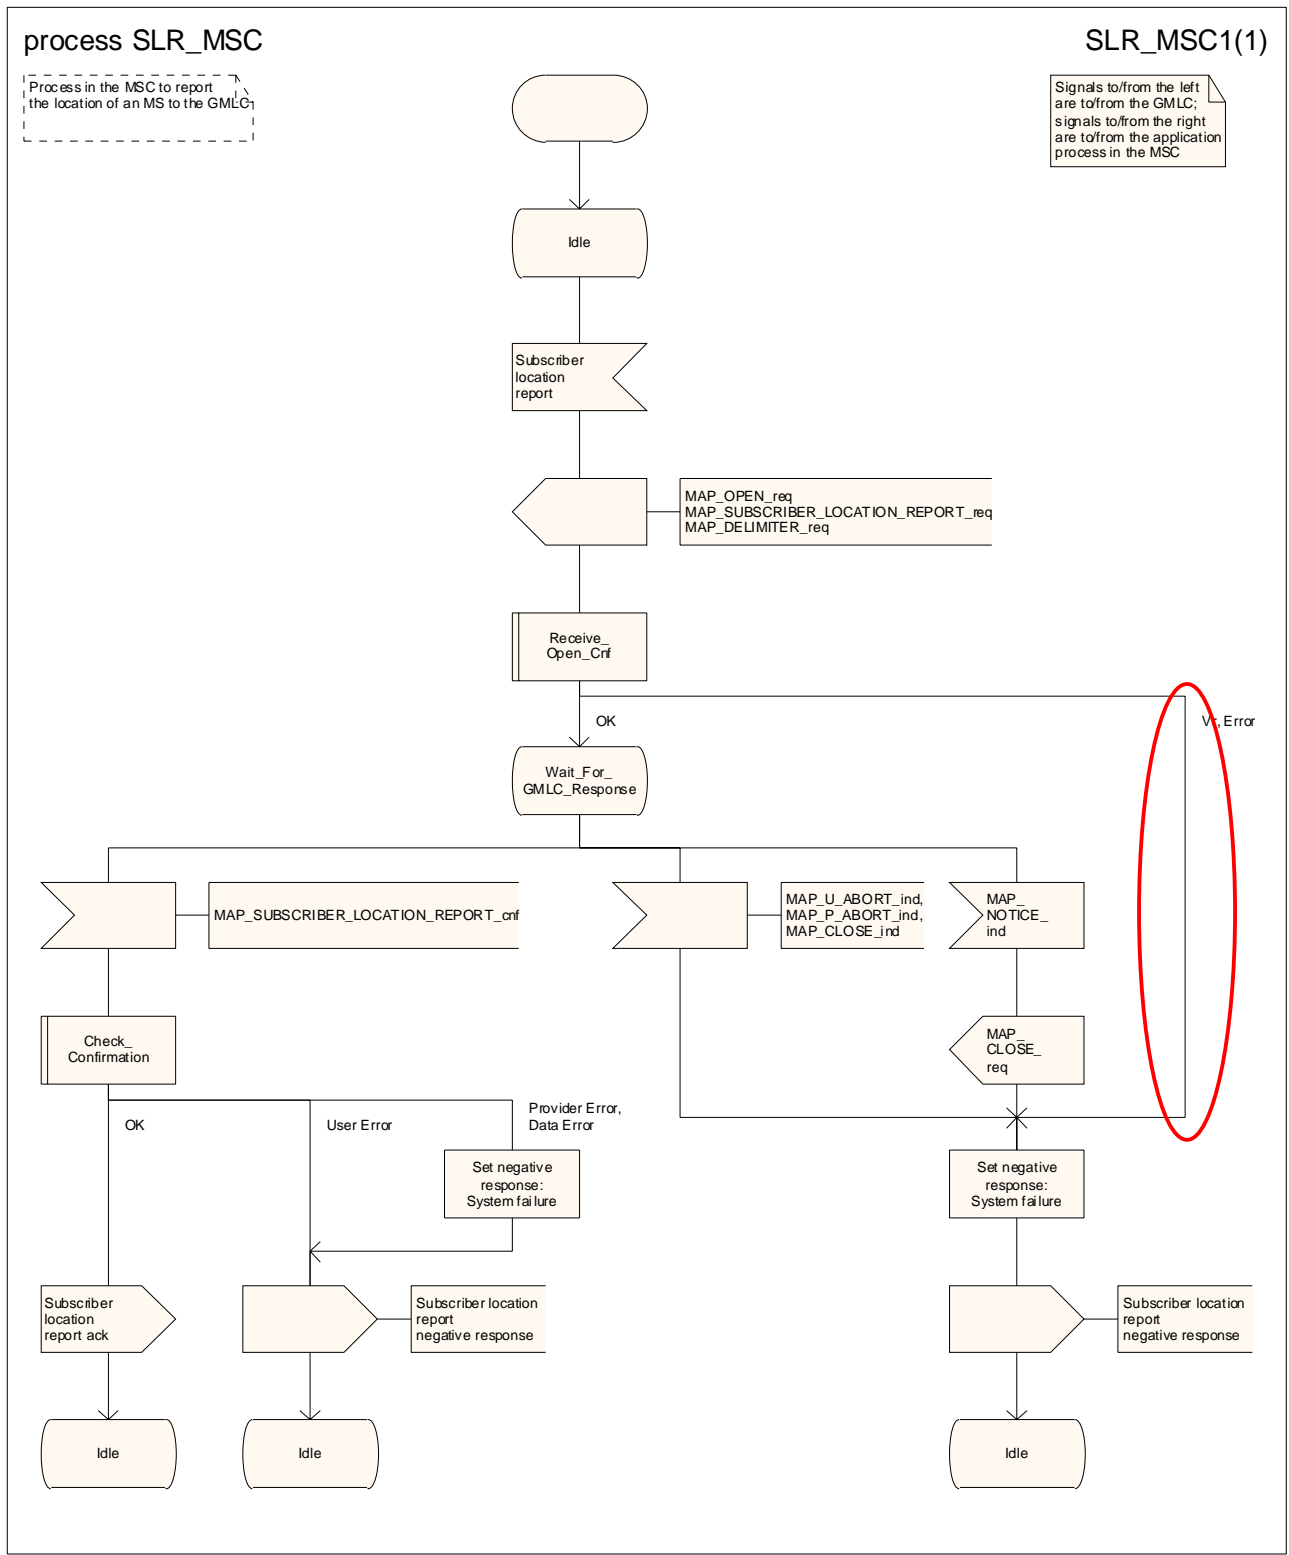 process SLR_MSC
SLR_MSC1(1)
Process in the MSC to report
the location of an MS to the GMLC
Signals to/from the left
are to/from the GMLC;
signals to/from the right
are to/from the application
process in the MSC
Idle
Subscriber
location
report
MAP_OPEN_req
MAP_SUBSCRIBER_LOCATION_REPORT_req
MAP_DELIMITER_req
Receive_
Open_Cnf
OK
Vr, Error
Wait_For_
GMLC_Response
MAP_SUBSCRIBER_LOCATION_REPORT_cnf
MAP_U_ABORT_ind,
MAP_P_ABORT_ind,
MAP_CLOSE_ind
MAP_
NOTICE_
ind
Check_
Confirmation
MAP_
CLOSE_
req
OK
User Error
Provider Error,
Data Error
Set negative
response:
System failure
Set negative
response:
System failure
Subscriber
location
report ack
Subscriber location
report
negative response
Subscriber location
report
negative response
Idle
Idle
Idle